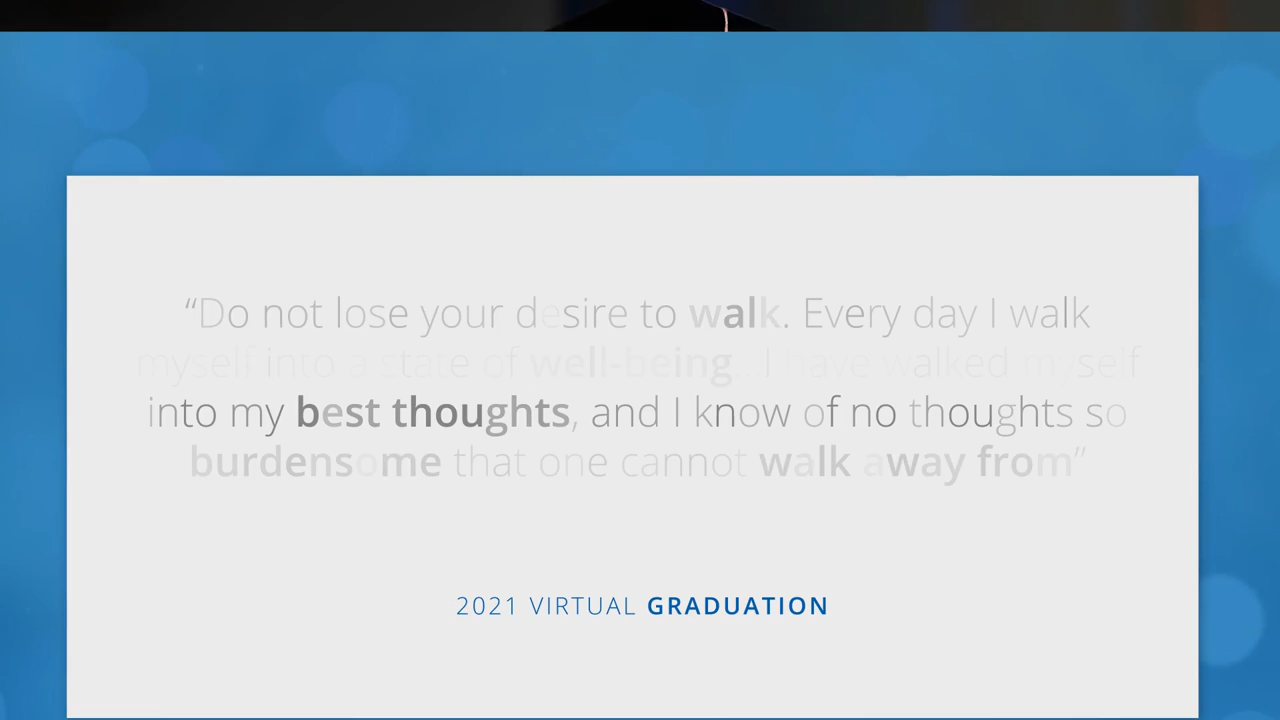 “Do not lose your desire to walk. Every day I walk
myself into a state of well-being...I have walked myself
into my best thoughts, and I know of no thoughts so
burdensome that one cannot walk away from”
2021 VIRTUAL GRADUATION